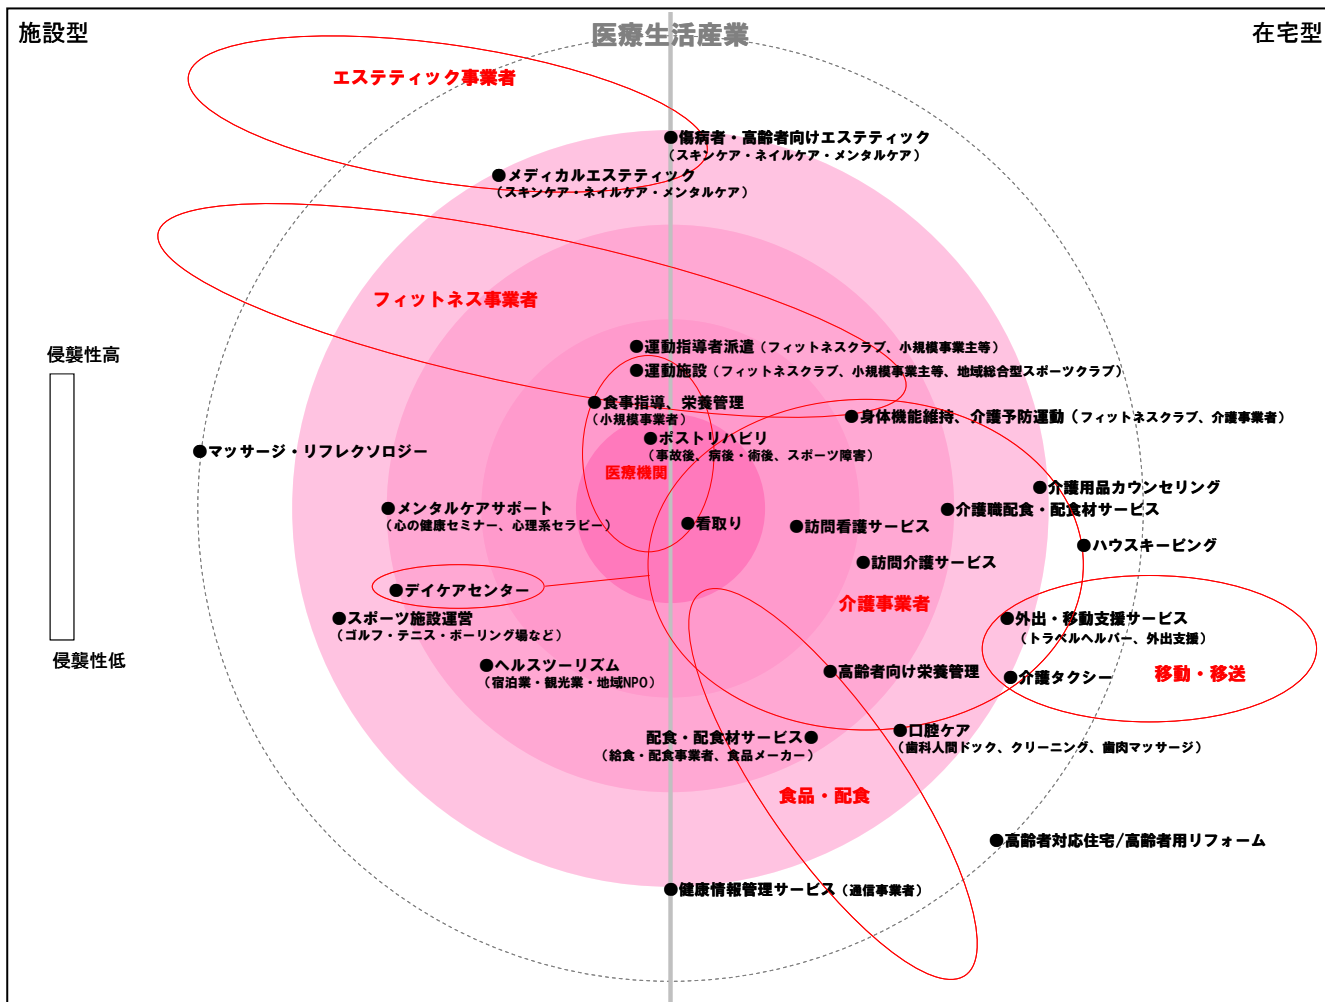 施設型
医療生活産業
在宅型
エステティック事業者
●傷病者・高齢者向けエステティック
（スキンケア・ネイルケア・メンタルケア）
●メディカルエステティック
（スキンケア・ネイルケア・メンタルケア）
フィットネス事業者
侵襲性高
●運動指導者派遣（フィットネスクラブ、小規模事業主等）
●運動施設（フィットネスクラブ、小規模事業主等、地域総合型スポーツクラブ）
●食事指導、栄養管理
（小規模事業者）
●身体機能維持、介護予防運動（フィットネスクラブ、介護事業者）
●ポストリハビリ
（事故後、病後・術後、スポーツ障害）
●マッサージ・リフレクソロジー
医療機関
●介護用品カウンセリング
●メンタルケアサポート
（心の健康セミナー、心理系セラピー）
●介護職配食・配食材サービス
●看取り
●訪問看護サービス
●ハウスキーピング
●訪問介護サービス
●デイケアセンター
介護事業者
●スポーツ施設運営
（ゴルフ・テニス・ボーリング場など）
●外出・移動支援サービス
（トラベルヘルパー、外出支援）
侵襲性低
●ヘルスツーリズム
（宿泊業・観光業・地域NPO）
●高齢者向け栄養管理
●介護タクシー
移動・移送
配食・配食材サービス●
（給食・配食事業者、食品メーカー）
●口腔ケア
（歯科人間ドック、クリーニング、歯肉マッサージ）
食品・配食
●高齢者対応住宅/高齢者用リフォーム
●健康情報管理サービス（通信事業者）